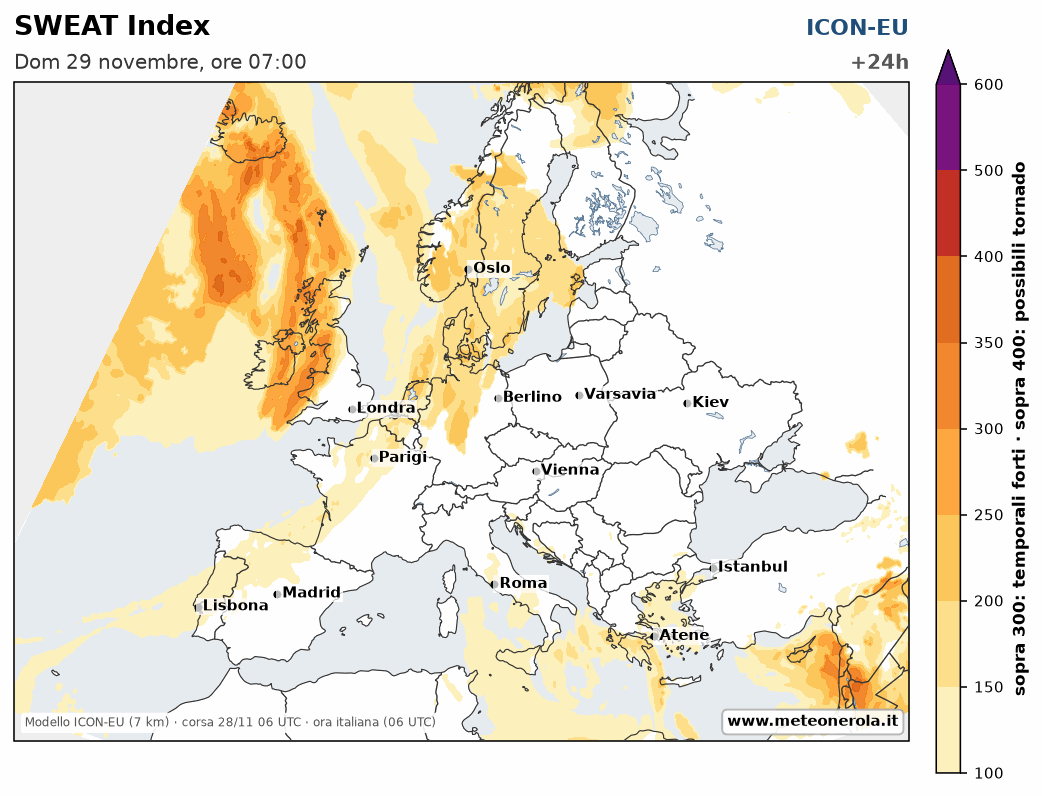 SWEAT Index
ICON-EU
Dom 29 novembre, ore 07:00
+24h
600
500
400
350
300
250
200
150
100
sopra 300: temporali forti · sopra 400: possibili tornado
Oslo
Berlino
Varsavia
Kiev
Londra
Parigi
Vienna
Istanbul
Roma
Madrid
Lisbona
Atene
Modello ICON-EU (7 km) · corsa 28/11 06 UTC · ora italiana (06 UTC)
www.meteonerola.it